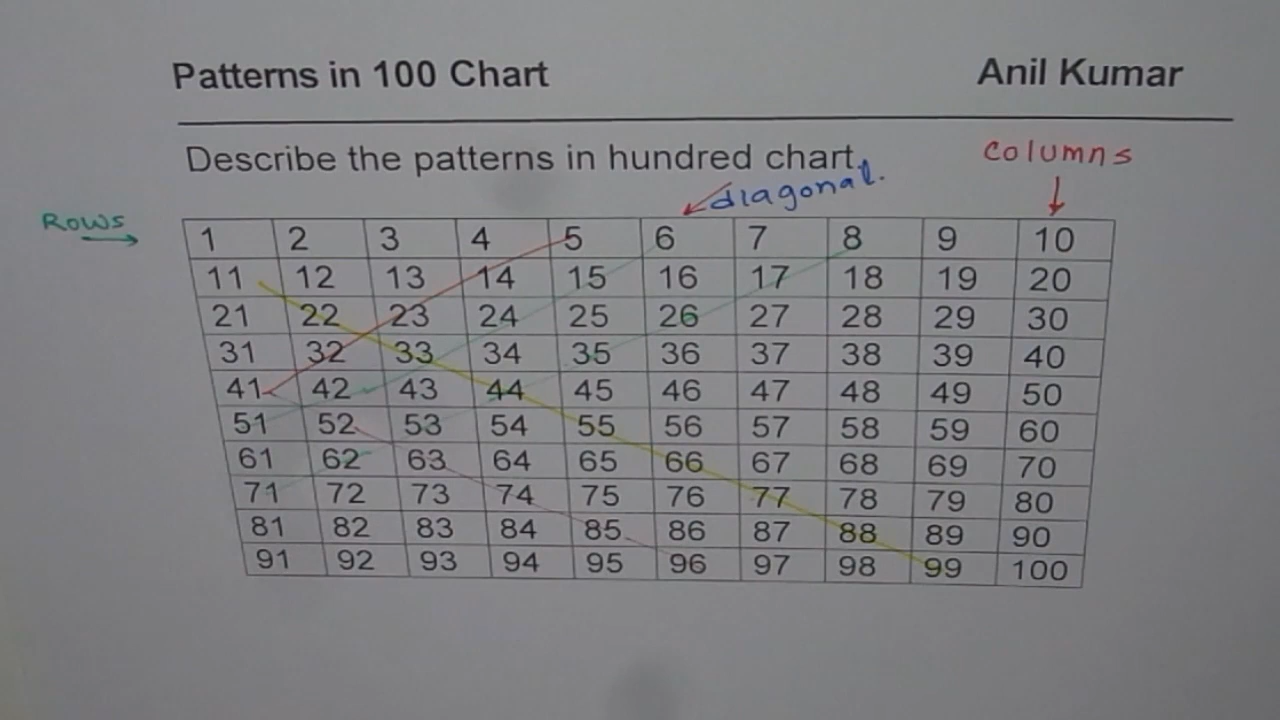 Patterns in 100 Chart Anil Kumar
Describe the patterns in hundred chart.
columns
diagonal.
Rows
1 2 3 4 5 6 7 8 9 10
11 12 13 14 15 16 17 18 19 20
21 22 23 24 25 26 27 28 29 30
31 32 33 34 35 36 37 38 39 40
41 42 43 44 45 46 47 48 49 50
51 52 53 54 55 56 57 58 59 60
61 62 63 64 65 66 67 68 69 70
71 72 73 74 75 76 77 78 79 80
81 82 83 84 85 86 87 88 89 90
91 92 93 94 95 96 97 98 99 100